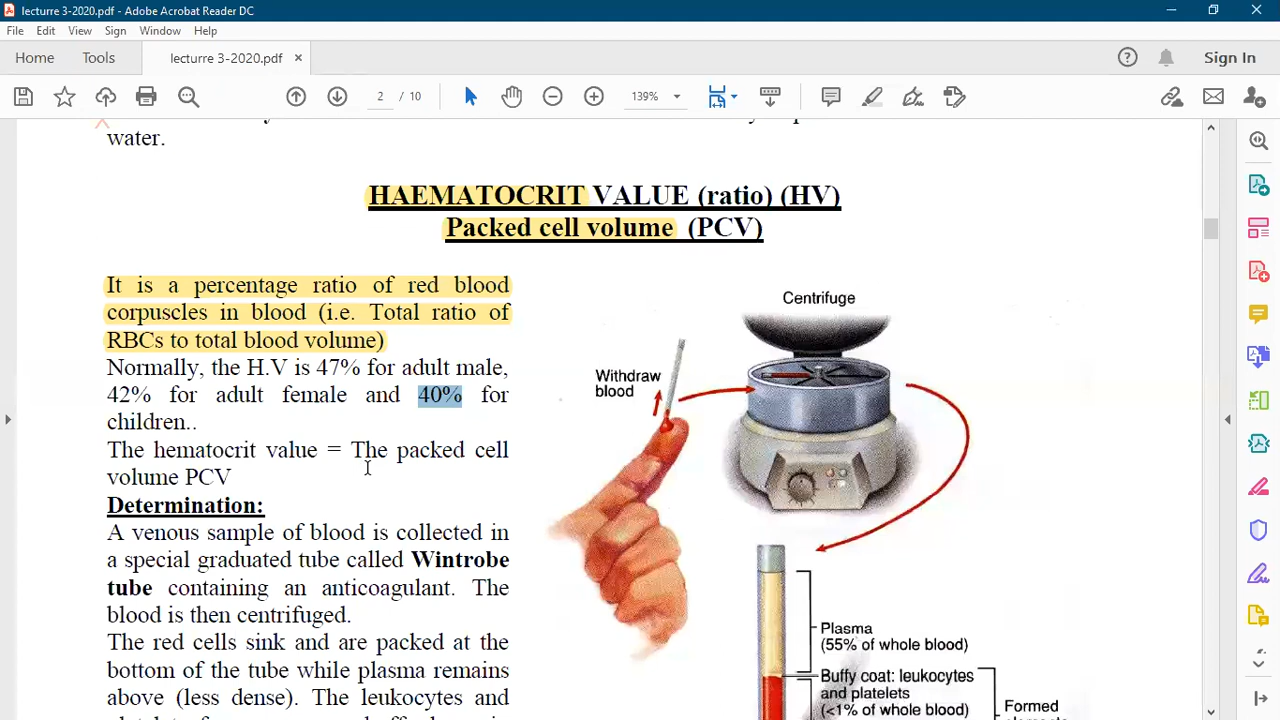 lecturre 3-2020.pdf - Adobe Acrobat Reader DC
File Edit View Sign Window Help
Home Tools lecturre 3-2020.pdf × Sign In
2 / 10 139%
water.
HAEMATOCRIT VALUE (ratio) (HV)
Packed cell volume (PCV)
It is a percentage ratio of red blood
corpuscles in blood (i.e. Total ratio of
RBCs to total blood volume)
Normally, the H.V is 47% for adult male,
42% for adult female and 40% for
children..
The hematocrit value = The packed cell
volume PCV
Determination:
A venous sample of blood is collected in
a special graduated tube called Wintrobe
tube containing an anticoagulant. The
blood is then centrifuged.
The red cells sink and are packed at the
bottom of the tube while plasma remains
above (less dense). The leukocytes and
Centrifuge
Withdraw
blood
Plasma
(55% of whole blood)
Buffy coat: leukocytes
and platelets
(<1% of whole blood)
Formed